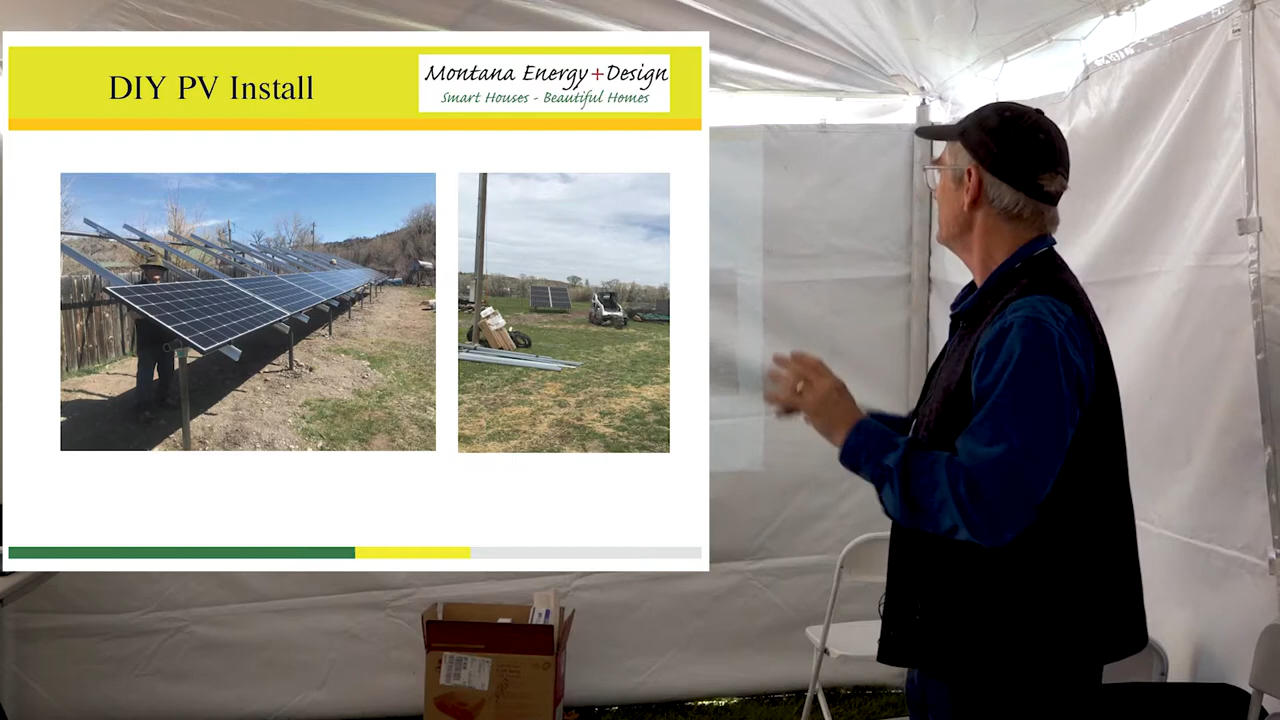 DIY PV Install
Montana Energy+Design
Smart Houses - Beautiful Homes